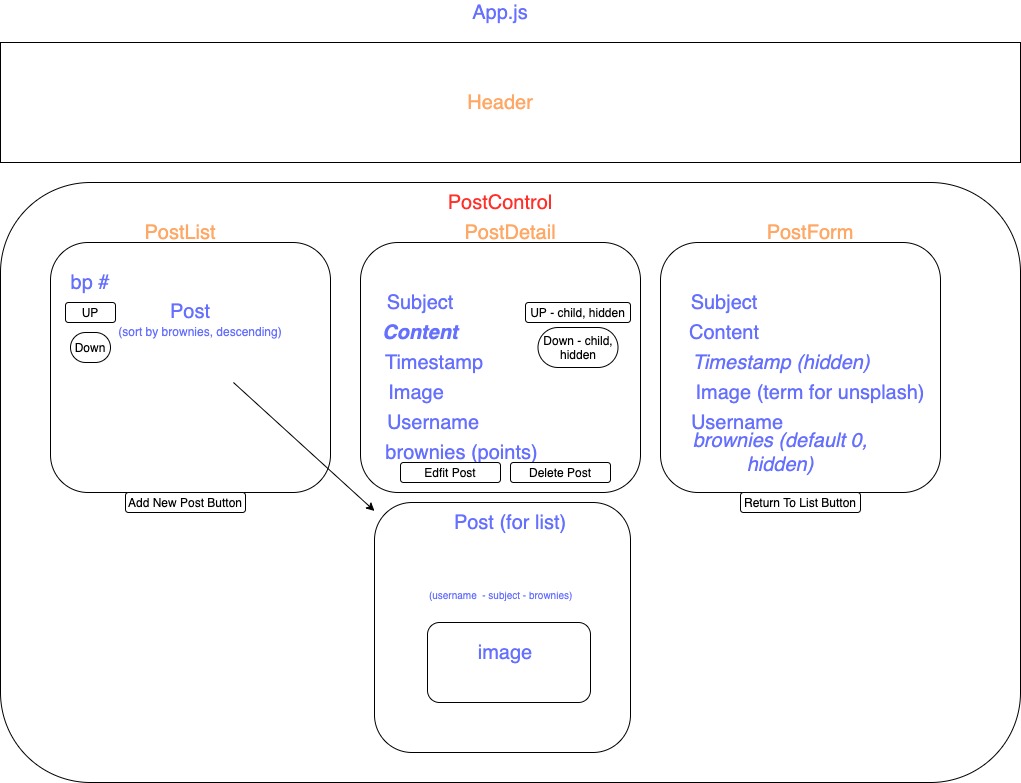 App.js
Header
PostControl
PostList
bp #
UP
Post
(sort by brownies, descending)
Down
Add New Post Button
PostDetail
Subject
Content
Timestamp
Image
Username
brownies (points)
UP - child, hidden
Down - child,
hidden
Edfit Post
Delete Post
PostForm
Subject
Content
Timestamp (hidden)
Image (term for unsplash)
Username
brownies (default 0,
hidden)
Return To List Button
Post (for list)
(username - subject - brownies)
image